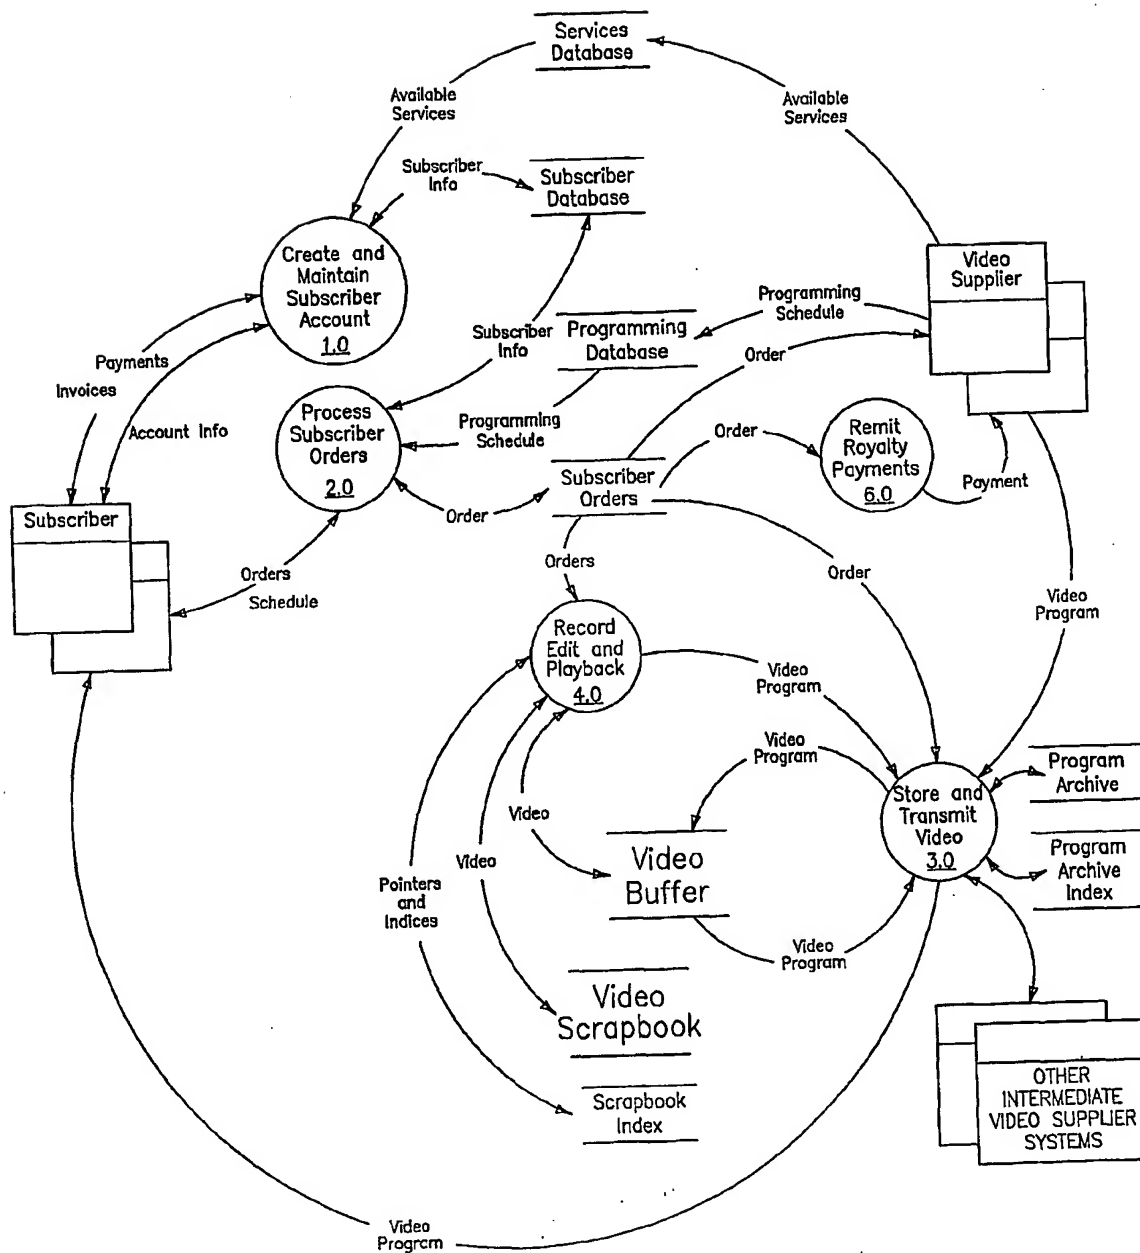 Services
Database
Available
Services
Available
Services
Subscriber
Info
Subscriber
Database
Create and
Maintain
Subscriber
Account
1.0
Video
Supplier
Programming
Schedule
Subscriber
Info
Programming
Database
Order
Payments
Invoices
Account Info
Process
Subscriber
Orders
2.0
Programming
Schedule
Order
Remit
Royalty
Payments
6.0
Payment
Subscriber
Orders
Order
Subscriber
Orders
Schedule
Orders
Order
Video
Program
Record
Edit and
Playback
4.0
Video
Program
Video
Program
Store and
Transmit
Video
3.0
Program
Archive
Program
Archive
Index
Video
Video
Pointers
and
Indices
Video
Buffer
Video
Program
Video
Scrapbook
Scrapbook
Index
OTHER
INTERMEDIATE
VIDEO SUPPLIER
SYSTEMS
Video
Program